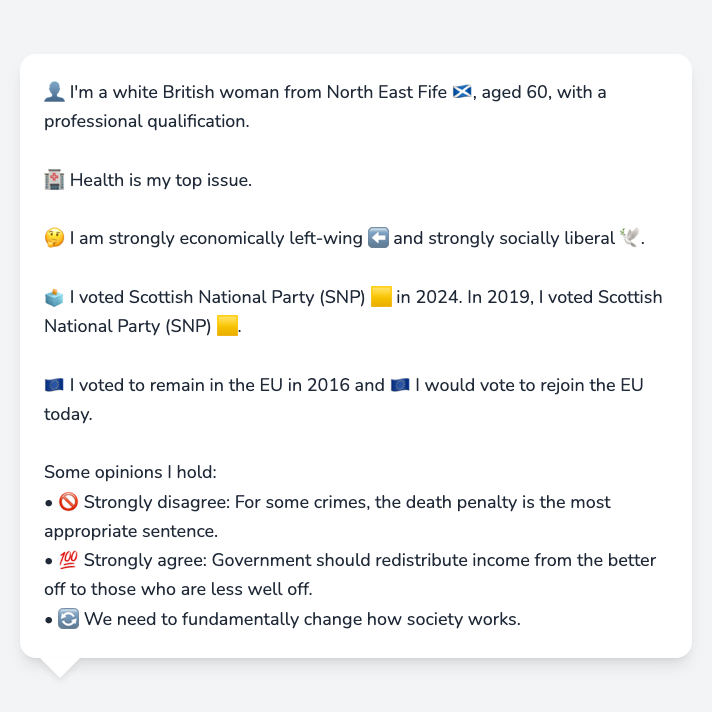 👤 I'm a white British woman from North East Fife 🏴󠁧󠁢󠁳󠁣󠁴󠁿, aged 60, with a
professional qualification.
🏥 Health is my top issue.
🤔 I am strongly economically left-wing ⬅️ and strongly socially liberal 🕊️.
🗳️ I voted Scottish National Party (SNP) 🟨 in 2024. In 2019, I voted Scottish
National Party (SNP) 🟨.
🇪🇺 I voted to remain in the EU in 2016 and 🇪🇺 I would vote to rejoin the EU
today.
Some opinions I hold:
• 🚫 Strongly disagree: For some crimes, the death penalty is the most
appropriate sentence.
• 💯 Strongly agree: Government should redistribute income from the better
off to those who are less well off.
• 🔄 We need to fundamentally change how society works.